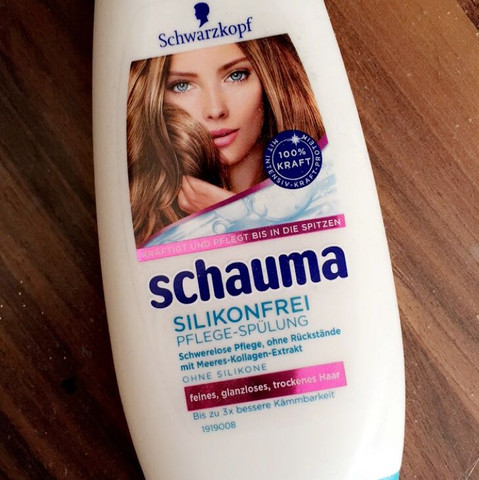 Schwarzkopf
100%
KRAFT
MIT INTENSIV-KRAFT-PROTEIN
KRÄFTIGT UND PFLEGT BIS IN DIE SPITZEN
schauma
SILIKONFREI
PFLEGE-SPÜLUNG
Schwerelose Pflege, ohne Rückstände
mit Meeres-Kollagen-Extrakt
OHNE SILIKONE
feines, glanzloses, trockenes Haar
Bis zu 3x bessere Kämmbarkeit
1919008